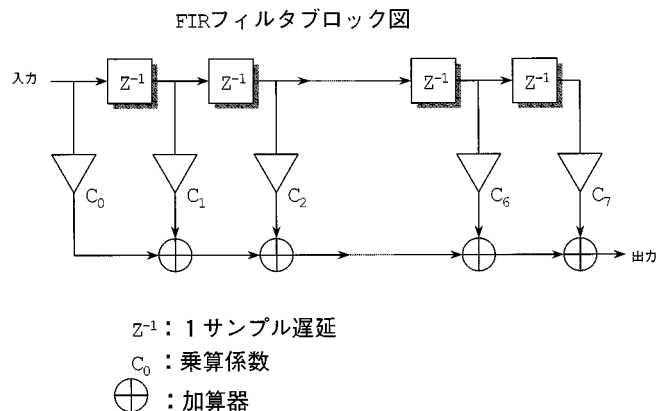 FIRフィルタブロック図
入力
Z⁻¹
Z⁻¹
Z⁻¹
Z⁻¹
C₀
C₁
C₂
C₆
C₇
出力
Z⁻¹：１サンプル遅延
C₀：乗算係数
：加算器